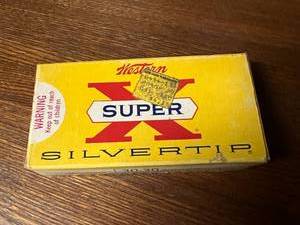 Western
WARNING
Keep out of reach
of children
X
SUPER
®
SILVERTIP